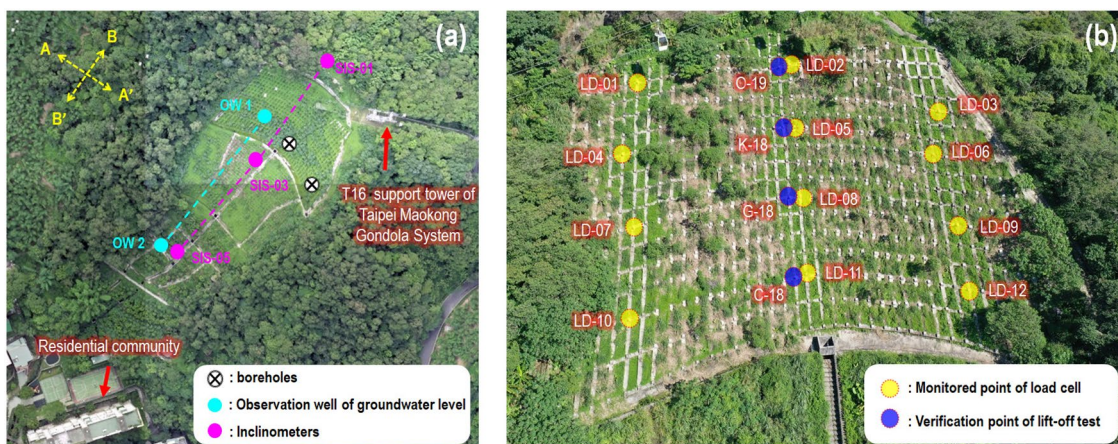 (a)
A
B
A'
B'
SIS-01
OW 1
SIS-03
T16 support tower of
Taipei Maokong
Gondola System
OW 2
SIS-05
Residential community
: boreholes
: Observation well of groundwater level
: Inclinometers
(b)
LD-01
LD-02
C-19
LD-03
LD-05
K-18
LD-04
LD-06
LD-08
G-18
LD-07
LD-09
LD-11
C-18
LD-12
LD-10
: Monitored point of load cell
: Verification point of lift-off test